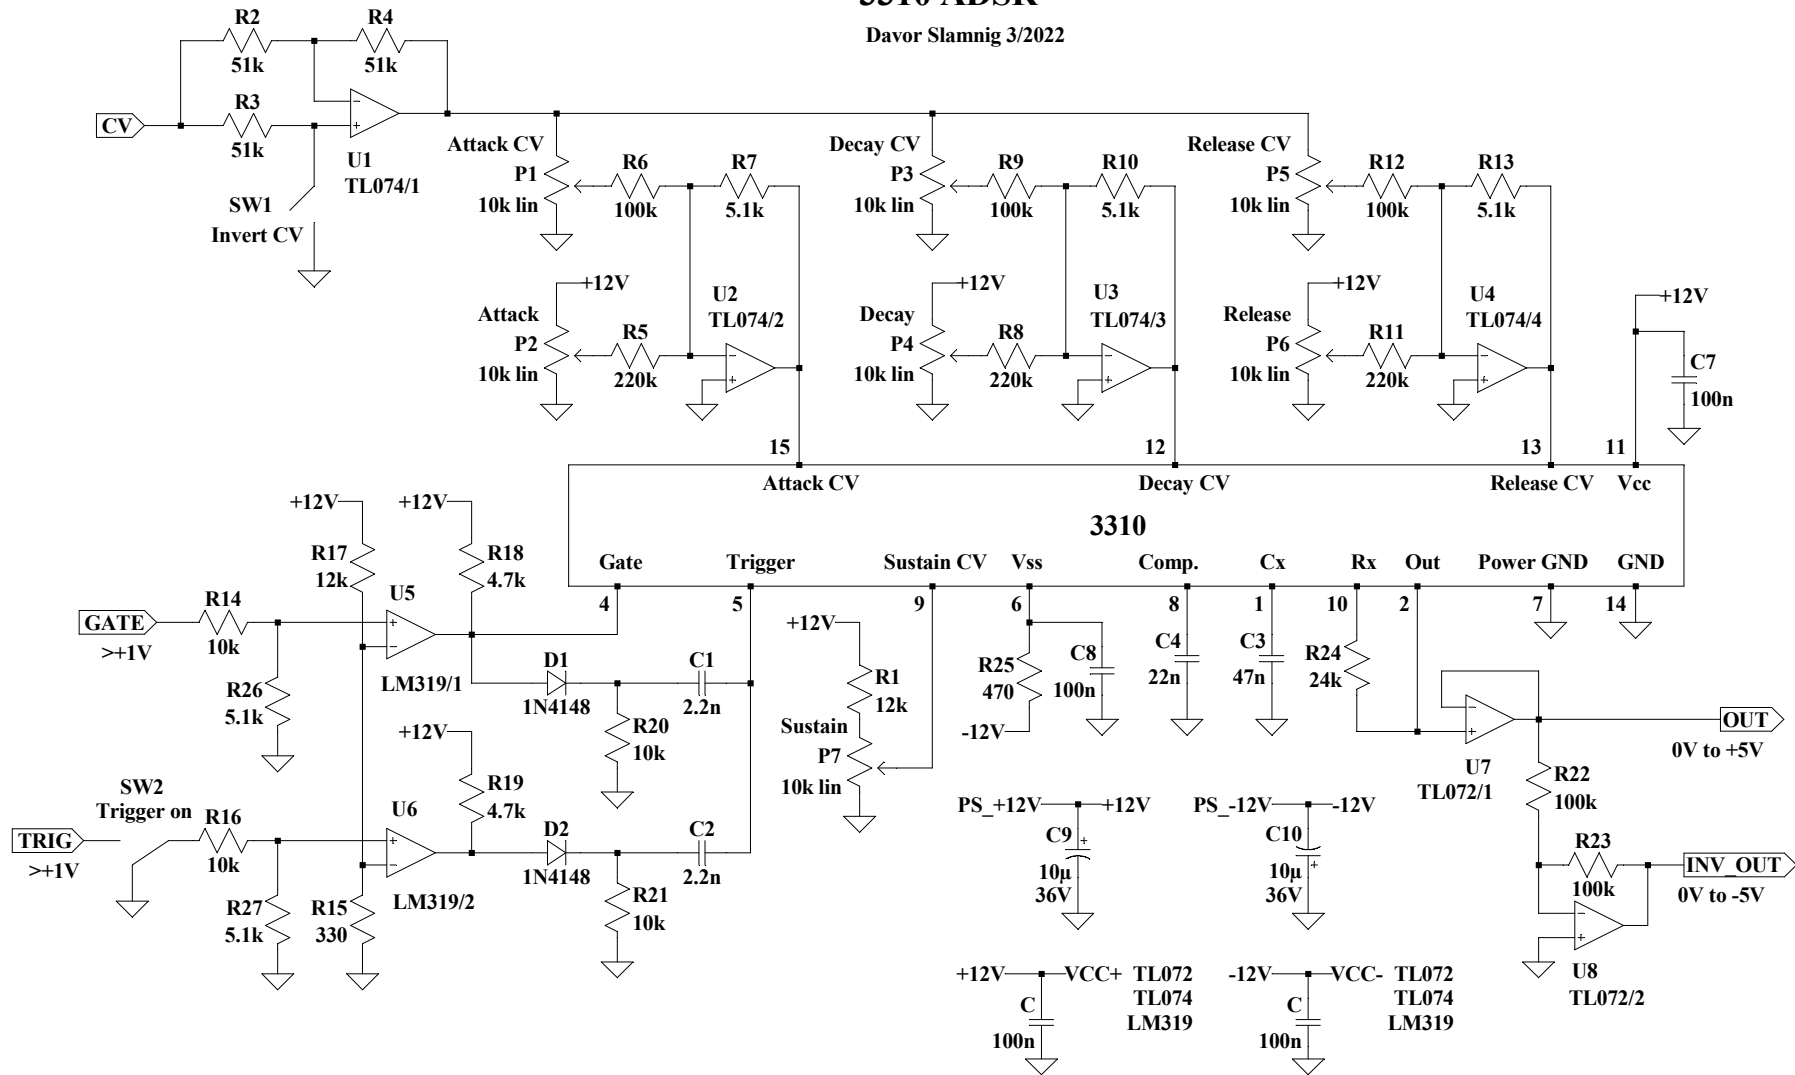 3310 ADSR
Davor Slamnig 3/2022
R2
51k
R4
51k
R3
51k
CV
U1
TL074/1
SW1
Invert CV
Attack CV
P1
10k lin
R6
100k
R7
5.1k
Decay CV
P3
10k lin
R9
100k
R10
5.1k
Release CV
P5
10k lin
R12
100k
R13
5.1k
+12V
Attack
P2
10k lin
R5
220k
U2
TL074/2
+12V
Decay
P4
10k lin
R8
220k
U3
TL074/3
+12V
Release
P6
10k lin
R11
220k
U4
TL074/4
+12V
C7
100n
15
12
13
11
Attack CV
Decay CV
Release CV
Vcc
3310
Gate
Trigger
Sustain CV
Vss
Comp.
Cx
Rx
Out
Power GND
GND
4
5
9
6
8
1
10
2
7
14
+12V
+12V
R17
12k
R18
4.7k
U5
LM319/1
GATE
>+1V
R14
10k
R26
5.1k
D1
1N4148
C1
2.2n
R20
10k
+12V
R19
4.7k
SW2
Trigger on
TRIG
>+1V
R16
10k
U6
LM319/2
D2
1N4148
C2
2.2n
R27
5.1k
R15
330
R21
10k
+12V
R1
12k
Sustain
P7
10k lin
R25
470
C8
100n
-12V
C4
22n
C3
47n
R24
24k
U7
TL072/1
OUT
0V to +5V
R22
100k
R23
100k
INV_OUT
0V to -5V
U8
TL072/2
PS_+12V
+12V
C9
10µ
36V
PS_-12V
-12V
C10
10µ
36V
+12V
VCC+
TL072
TL074
LM319
C
100n
-12V
VCC-
TL072
TL074
LM319
C
100n